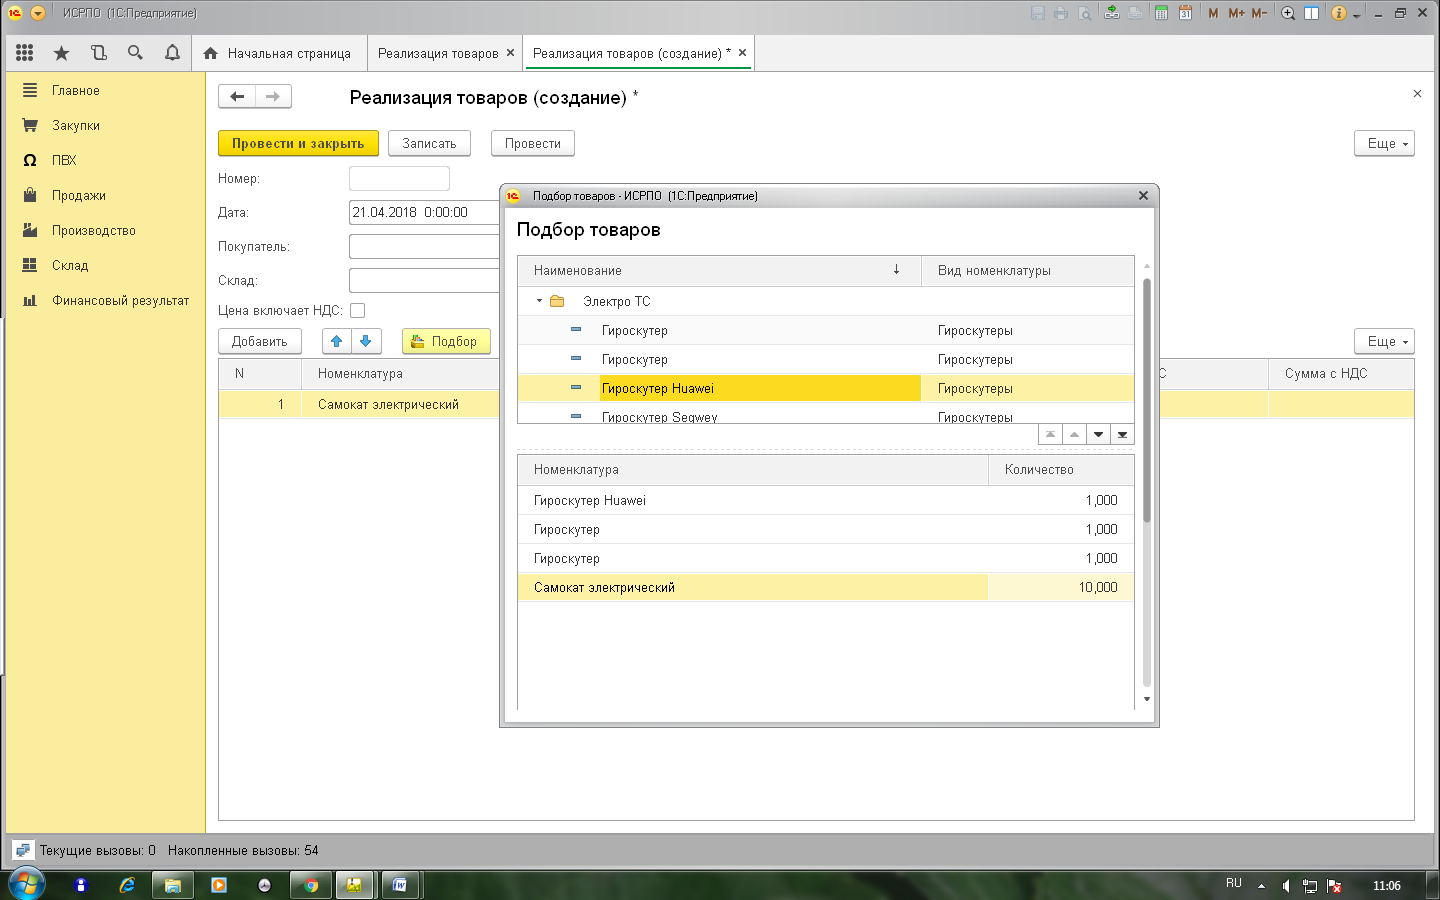 ИСРПО (1С:Предприятие)
M M+ M-
31
Начальная страница
Реализация товаров
Реализация товаров (создание) *
Главное
Закупки
ПВХ
Продажи
Производство
Склад
Финансовый результат
Реализация товаров (создание) *
Провести и закрыть
Записать
Провести
Еще
Номер:
Дата:
21.04.2018 0:00:00
Покупатель:
Склад:
Цена включает НДС:
Добавить
Подбор
Еще
N
Номенклатура
С
Сумма с НДС
1
Самокат электрический
Подбор товаров - ИСРПО (1С:Предприятие)
Подбор товаров
Наименование ↓
Вид номенклатуры
Электро ТС
Гироскутер
Гироскутеры
Гироскутер
Гироскутеры
Гироскутер Huawei
Гироскутеры
Гироскутер Segwey
Гироскутеры
Номенклатура
Количество
Гироскутер Huawei
1,000
Гироскутер
1,000
Гироскутер
1,000
Самокат электрический
10,000
Текущие вызовы: 0 Накопленные вызовы: 54
RU
11:06